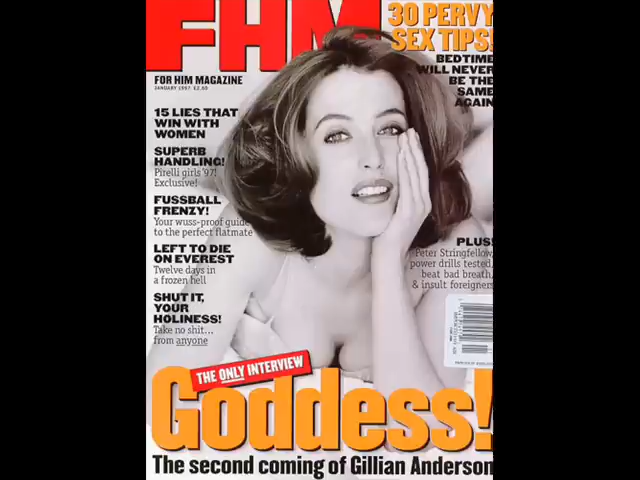 FHM
30 PERVY
SEX TIPS!
BEDTIME
WILL NEVER
BE THE
SAME
AGAIN
FOR HIM MAGAZINE
JANUARY 1997 £2.50
15 LIES THAT
WIN WITH
WOMEN
SUPERB
HANDLING!
Pirelli girls '97!
Exclusive!
FUSSBALL
FRENZY!
Your wuss-proof guide
to the perfect flatmate
LEFT TO DIE
ON EVEREST
Twelve days in
a frozen hell
SHUT IT,
YOUR
HOLINESS!
Take no shit...
from anyone
PLUS!
Peter Stringfellow,
power drills tested,
beat bad breath,
& insult foreigners
THE ONLY INTERVIEW
Goddess!
The second coming of Gillian Anderson